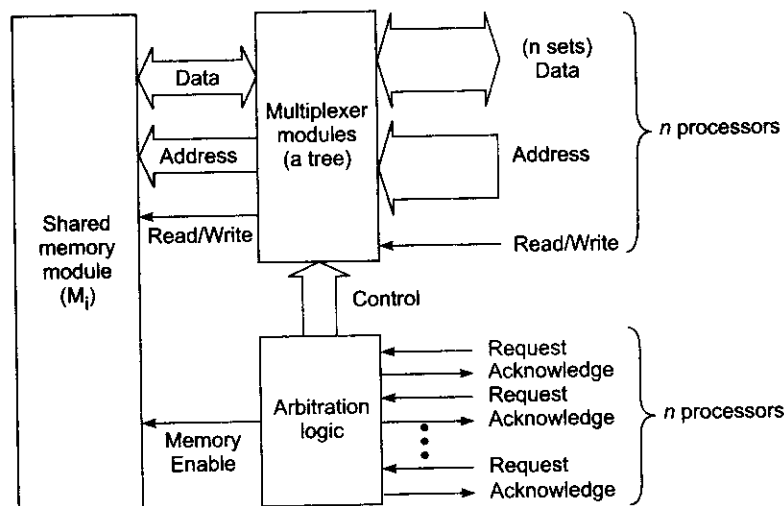 Shared
memory
module
(Mi)
Data
Address
Read/Write
Multiplexer
modules
(a tree)
(n sets)
Data
Address
Read/Write
n processors
Control
Memory
Enable
Arbitration
logic
Request
Acknowledge
Request
Acknowledge
Request
Acknowledge
n processors